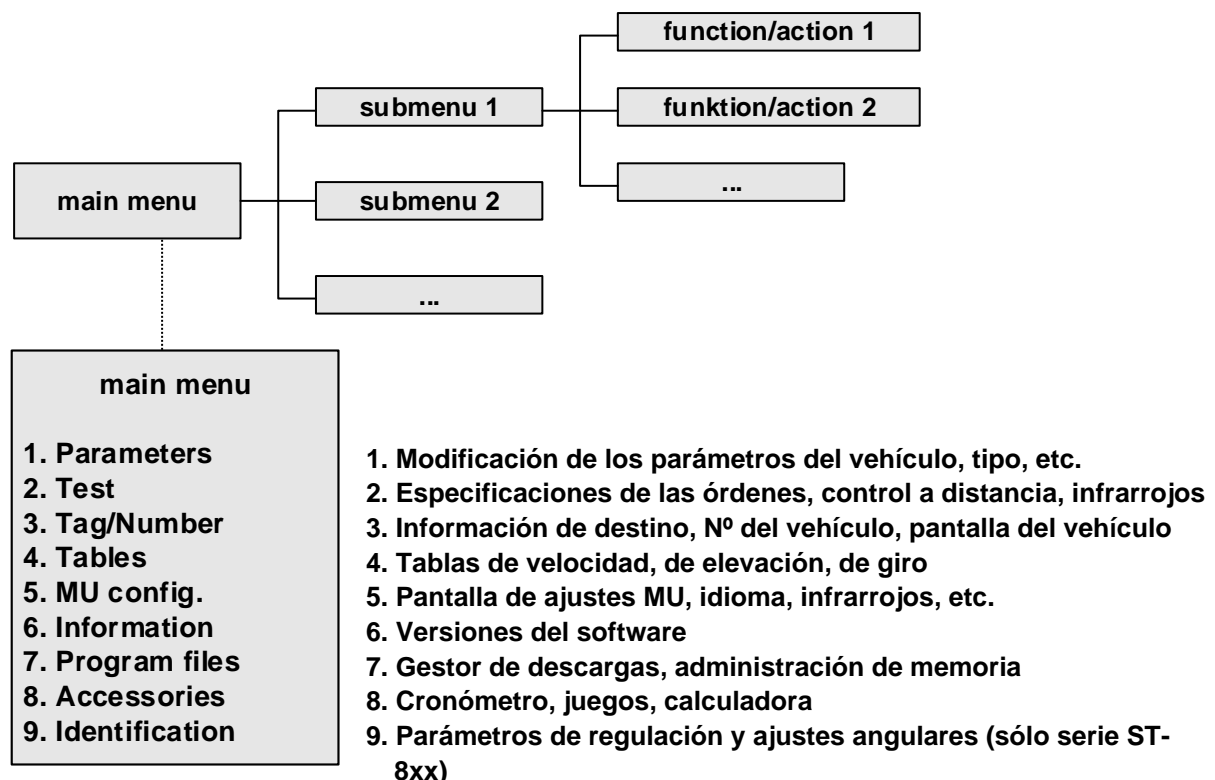 function/action 1
submenu 1
funktion/action 2
main menu
submenu 2
...
...
main menu
1. Parameters
2. Test
3. Tag/Number
4. Tables
5. MU config.
6. Information
7. Program files
8. Accessories
9. Identification
1. Modificación de los parámetros del vehículo, tipo, etc.
2. Especificaciones de las órdenes, control a distancia, infrarrojos
3. Información de destino, Nº del vehículo, pantalla del vehículo
4. Tablas de velocidad, de elevación, de giro
5. Pantalla de ajustes MU, idioma, infrarrojos, etc.
6. Versiones del software
7. Gestor de descargas, administración de memoria
8. Cronómetro, juegos, calculadora
9. Parámetros de regulación y ajustes angulares (sólo serie ST-
8xx)